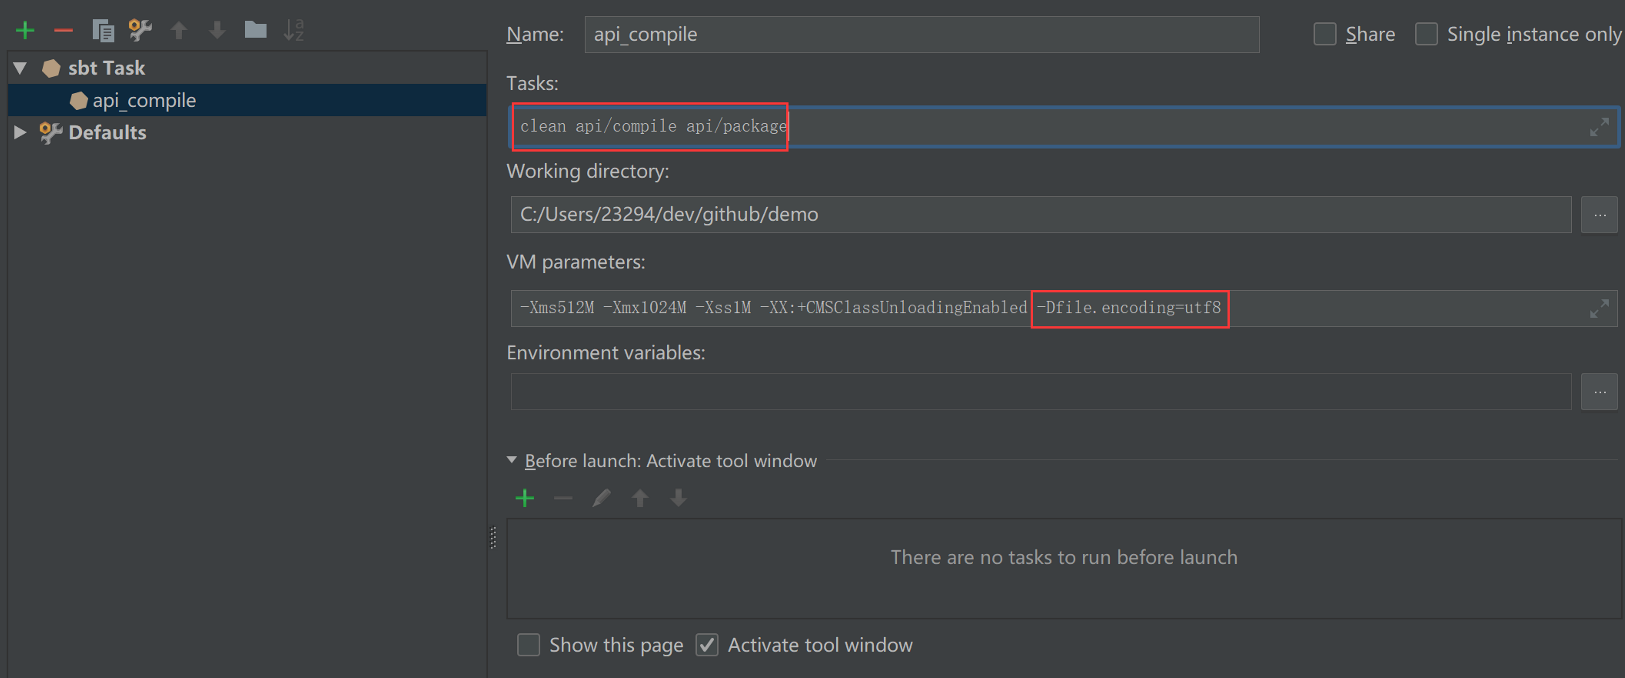 Name: api_compile Share Single instance only
sbt Task
api_compile
Defaults
Tasks:
clean api/compile api/package
Working directory:
C:/Users/23294/dev/github/demo ...
VM parameters:
-Xms512M -Xmx1024M -Xss1M -XX:+CMSClassUnloadingEnabled -Dfile.encoding=utf8
Environment variables:
...
Before launch: Activate tool window
There are no tasks to run before launch
Show this page Activate tool window